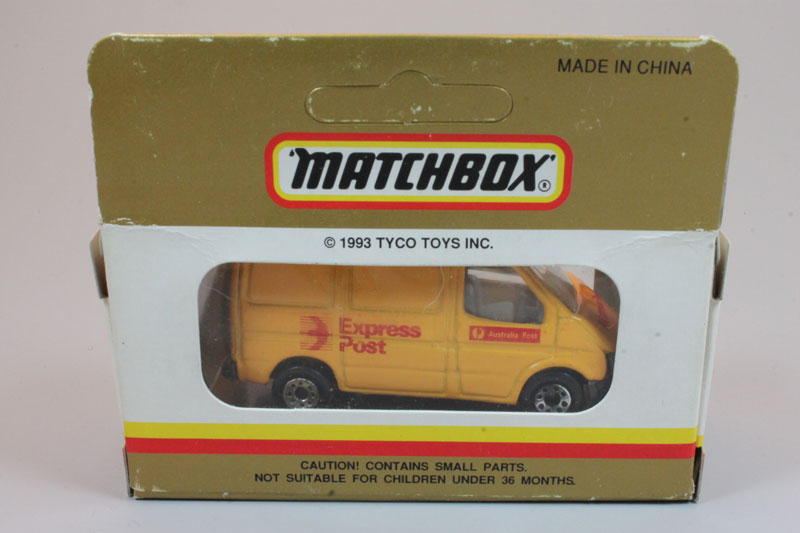 MADE IN CHINA
MATCHBOX®
© 1993 TYCO TOYS INC.
Express
Post
Australia Post
CAUTION! CONTAINS SMALL PARTS.
NOT SUITABLE FOR CHILDREN UNDER 36 MONTHS.